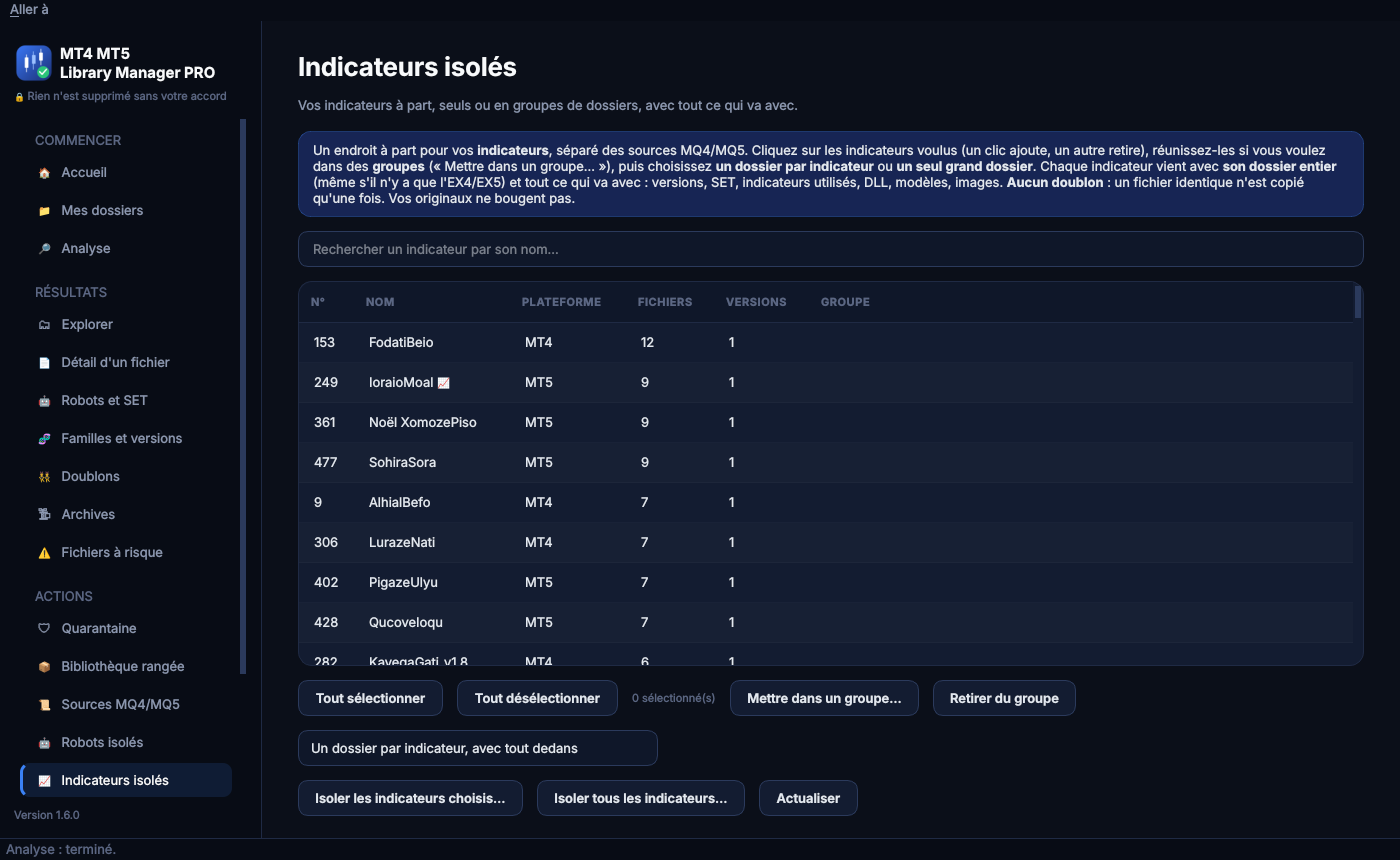 Aller à
MT4 MT5
Library Manager PRO
Rien n'est supprimé sans votre accord
COMMENCER
Accueil
Mes dossiers
Analyse
RÉSULTATS
Explorer
Détail d'un fichier
Robots et SET
Familles et versions
Doublons
Archives
Fichiers à risque
ACTIONS
Quarantaine
Bibliothèque rangée
Sources MQ4/MQ5
Robots isolés
Indicateurs isolés
Version 1.6.0
Indicateurs isolés
Vos indicateurs à part, seuls ou en groupes de dossiers, avec tout ce qui va avec.
Un endroit à part pour vos indicateurs, séparé des sources MQ4/MQ5. Cliquez sur les indicateurs voulus (un clic ajoute, un autre retire), réunissez-les si vous voulez
dans des groupes (« Mettre dans un groupe... »), puis choisissez un dossier par indicateur ou un seul grand dossier. Chaque indicateur vient avec son dossier entier
(même s'il n'y a que l'EX4/EX5) et tout ce qui va avec : versions, SET, indicateurs utilisés, DLL, modèles, images. Aucun doublon : un fichier identique n'est copié
qu'une fois. Vos originaux ne bougent pas.
Rechercher un indicateur par son nom...
N° NOM PLATEFORME FICHIERS VERSIONS GROUPE
153 FodatiBeio MT4 12 1
249 IoraioMoal MT5 9 1
361 Noël XomozePiso MT5 9 1
477 SohiraSora MT5 9 1
9 AlhialBefo MT4 7 1
306 LurazeNati MT4 7 1
402 PigazeUlyu MT5 7 1
428 Qucoveloqu MT5 7 1
282 KavegaGati_v1.8 MT4 6 1
Tout sélectionner Tout désélectionner 0 sélectionné(s) Mettre dans un groupe... Retirer du groupe
Un dossier par indicateur, avec tout dedans
Isoler les indicateurs choisis... Isoler tous les indicateurs... Actualiser
Analyse : terminé.